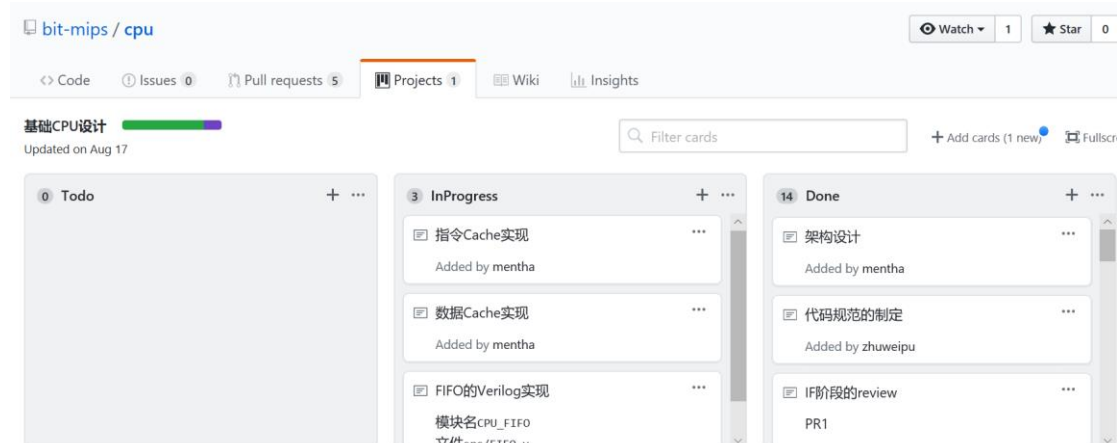 bit-mips / cpu
Watch 1 Star 0
Code Issues 0 Pull requests 5 Projects 1 Wiki Insights
基础CPU设计
Updated on Aug 17
Filter cards
+ Add cards (1 new)
0 Todo
3 InProgress
指令Cache实现
Added by mentha
数据Cache实现
Added by mentha
FIFO的Verilog实现
模块名CPU_FIFO
14 Done
架构设计
Added by mentha
代码规范的制定
Added by zhuweipu
IF阶段的review
PR1